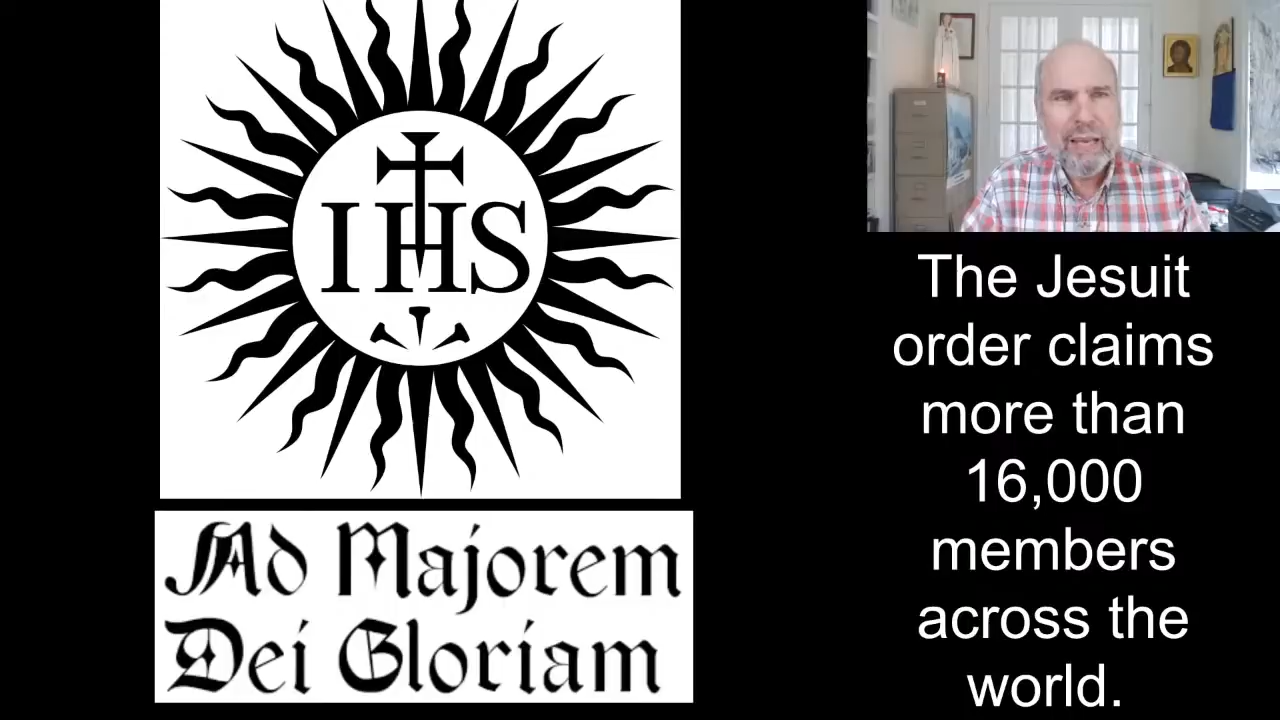 IHS
Ad Majorem
Dei Gloriam
The Jesuit
order claims
more than
16,000
members
across the
world.